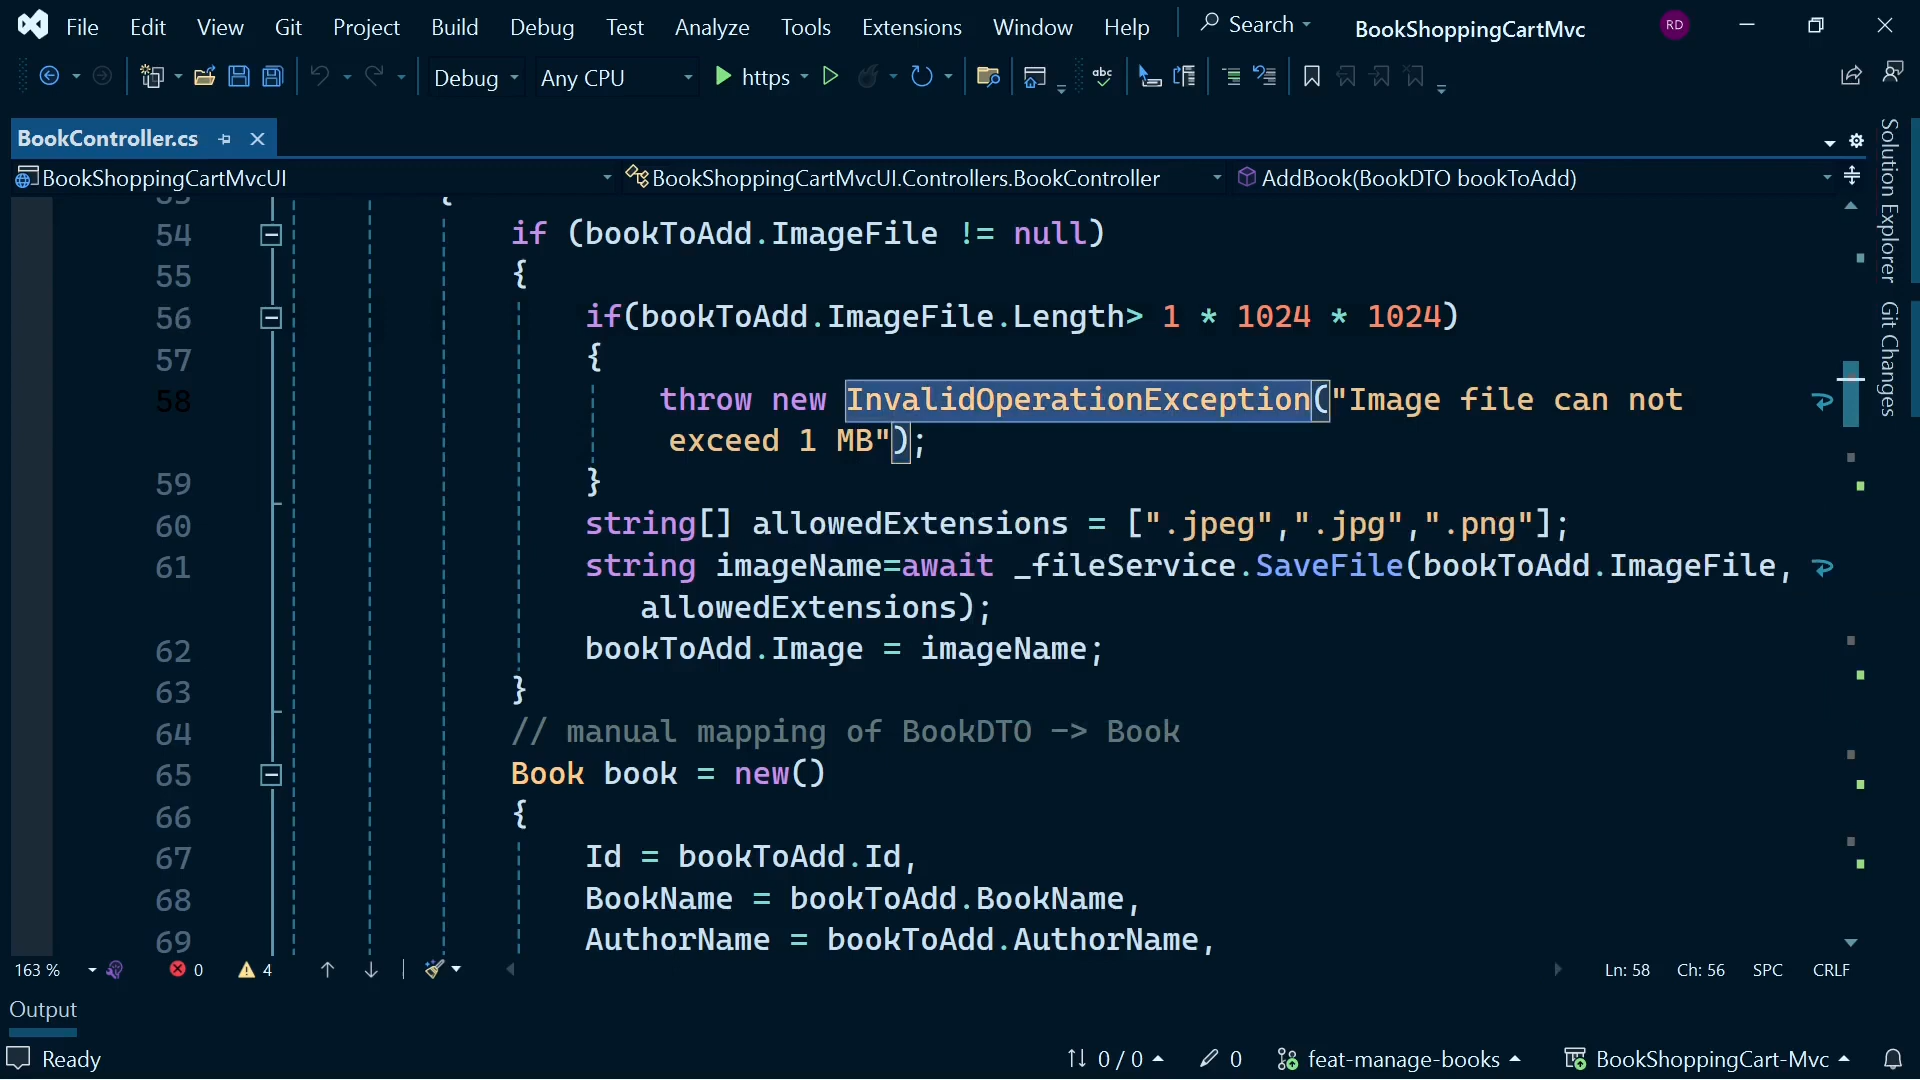 File Edit View Git Project Build Debug Test Analyze Tools Extensions Window Help Search BookShoppingCartMvc RD
Debug Any CPU https abc
BookController.cs
BookShoppingCartMvcUI BookShoppingCartMvcUI.Controllers.BookController AddBook(BookDTO bookToAdd)
Solution Explorer
Git Changes
54 if (bookToAdd.ImageFile != null)
55 {
56 if(bookToAdd.ImageFile.Length> 1 * 1024 * 1024)
57 {
58 throw new InvalidOperationException("Image file can not
exceed 1 MB");
59 }
60 string[] allowedExtensions = [".jpeg",".jpg",".png"];
61 string imageName=await _fileService.SaveFile(bookToAdd.ImageFile,
allowedExtensions);
62 bookToAdd.Image = imageName;
63 }
64 // manual mapping of BookDTO -> Book
65 Book book = new()
66 {
67 Id = bookToAdd.Id,
68 BookName = bookToAdd.BookName,
69 AuthorName = bookToAdd.AuthorName,
163 % 0 4 Ln: 58 Ch: 56 SPC CRLF
Output
Ready 0 / 0 0 feat-manage-books BookShoppingCart-Mvc